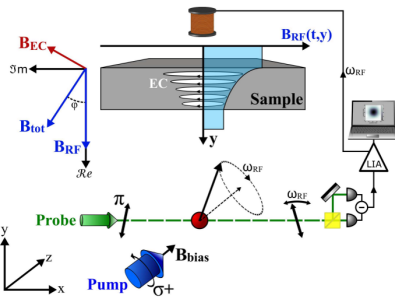 B_RF(t,y)
B_EC
ℑm
EC
ω_RF
Sample
φ
B_tot
B_RF
y
ℜe
LIA
π
ω_RF
ω_RF
Probe
B_bias
y
z
x
Pump
σ+